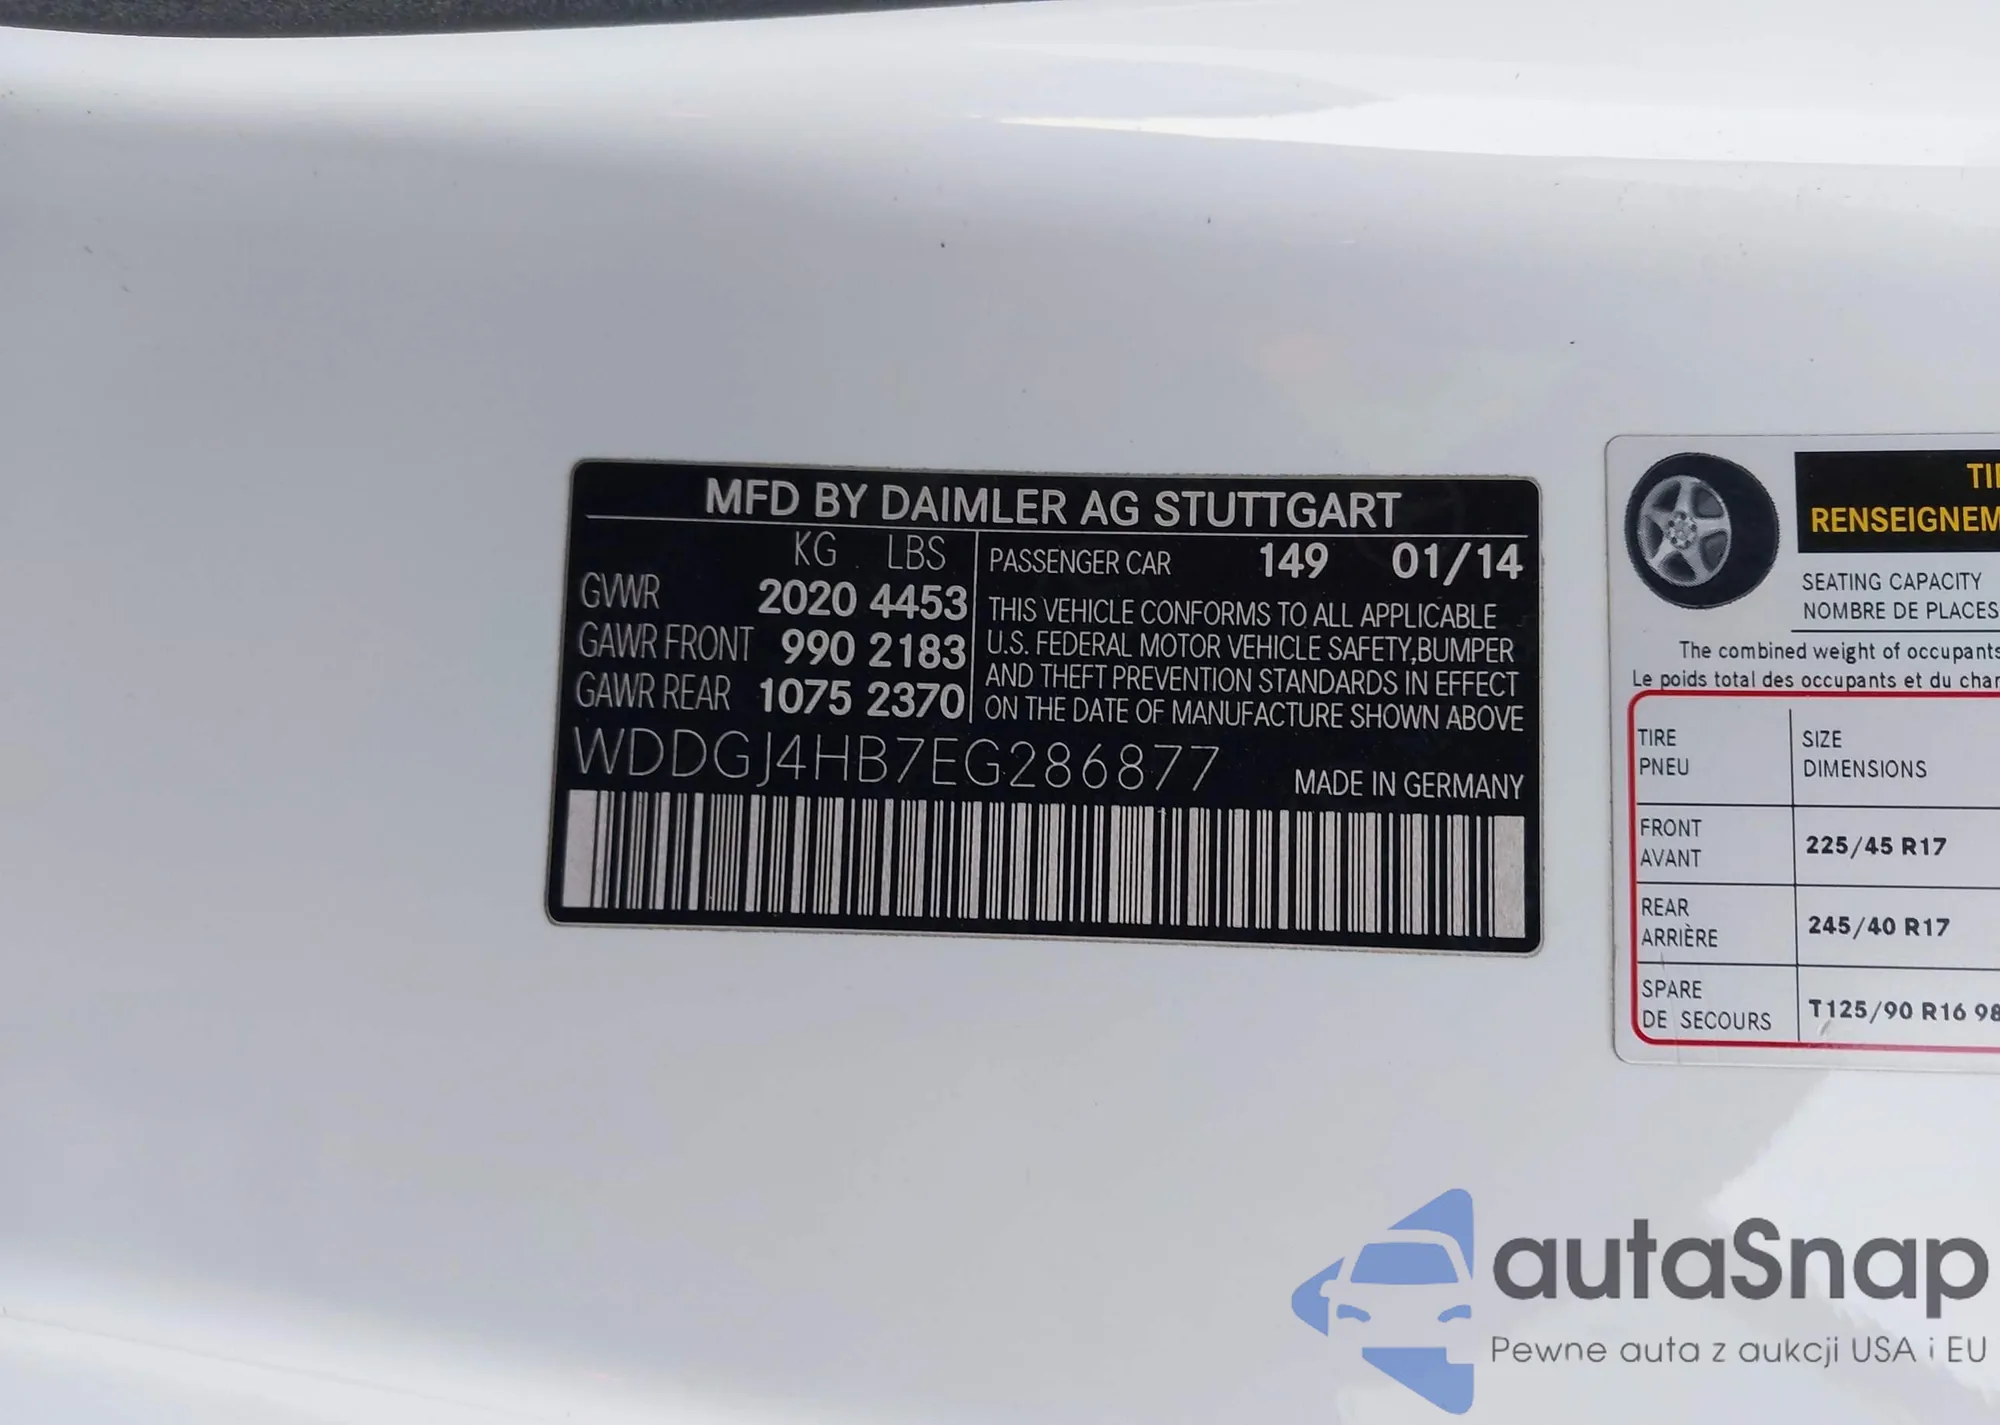 MFD BY DAIMLER AG STUTTGART
KG LBS
GVWR 2020 4453
GAWR FRONT 990 2183
GAWR REAR 1075 2370
PASSENGER CAR 149 01/14
THIS VEHICLE CONFORMS TO ALL APPLICABLE
U.S. FEDERAL MOTOR VEHICLE SAFETY,BUMPER
AND THEFT PREVENTION STANDARDS IN EFFECT
ON THE DATE OF MANUFACTURE SHOWN ABOVE
WDDGJ4HB7EG286877
MADE IN GERMANY
SEATING CAPACITY
NOMBRE DE PLACES
The combined weight of occupants
Le poids total des occupants et du
TIRE
PNEU
SIZE
DIMENSIONS
FRONT
AVANT
225/45 R17
REAR
ARRIÈRE
245/40 R17
SPARE
DE SECOURS
T125/90 R16 98
autaSnap
Pewne auta z aukcji USA i EU